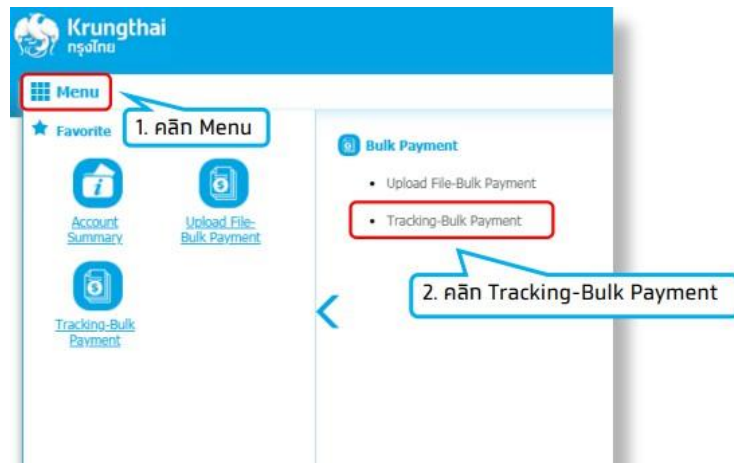 Krungthai
กรุงไทย
Menu
1. คลิก Menu
Favorite
Account
Summary
Upload File-
Bulk Payment
Tracking-Bulk
Payment
Bulk Payment
• Upload File-Bulk Payment
• Tracking-Bulk Payment
2. คลิก Tracking-Bulk Payment